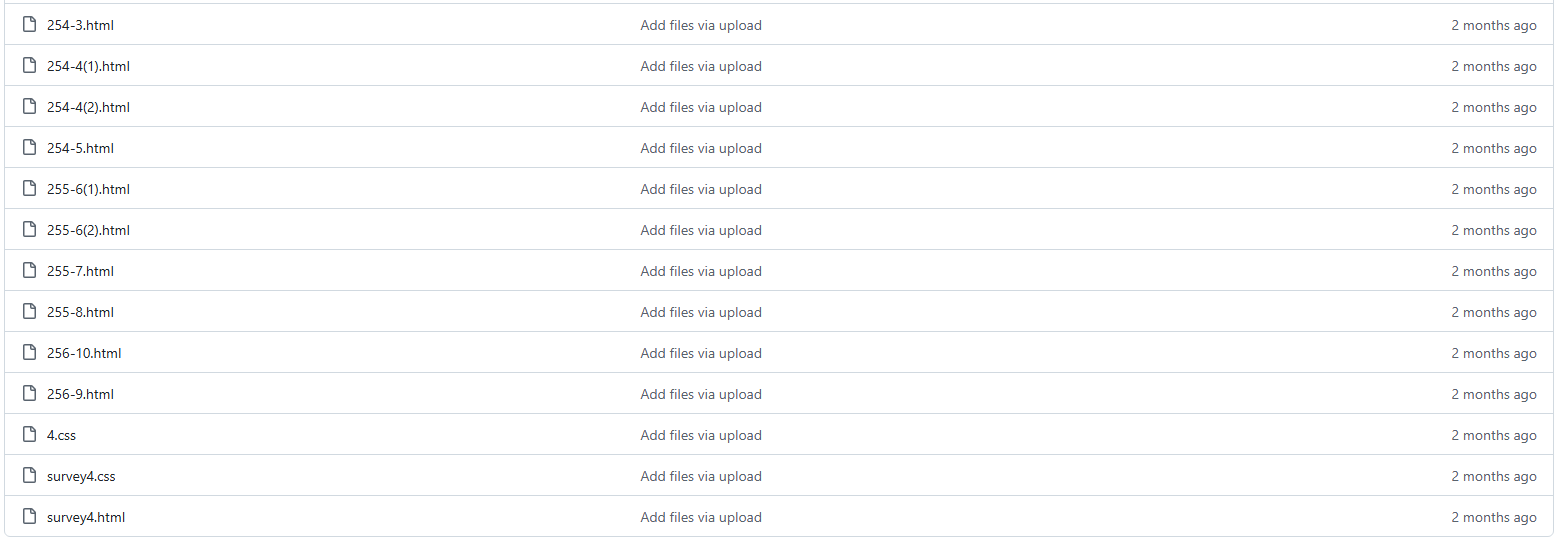 254-3.html Add files via upload 2 months ago
254-4(1).html Add files via upload 2 months ago
254-4(2).html Add files via upload 2 months ago
254-5.html Add files via upload 2 months ago
255-6(1).html Add files via upload 2 months ago
255-6(2).html Add files via upload 2 months ago
255-7.html Add files via upload 2 months ago
255-8.html Add files via upload 2 months ago
256-10.html Add files via upload 2 months ago
256-9.html Add files via upload 2 months ago
4.css Add files via upload 2 months ago
survey4.css Add files via upload 2 months ago
survey4.html Add files via upload 2 months ago